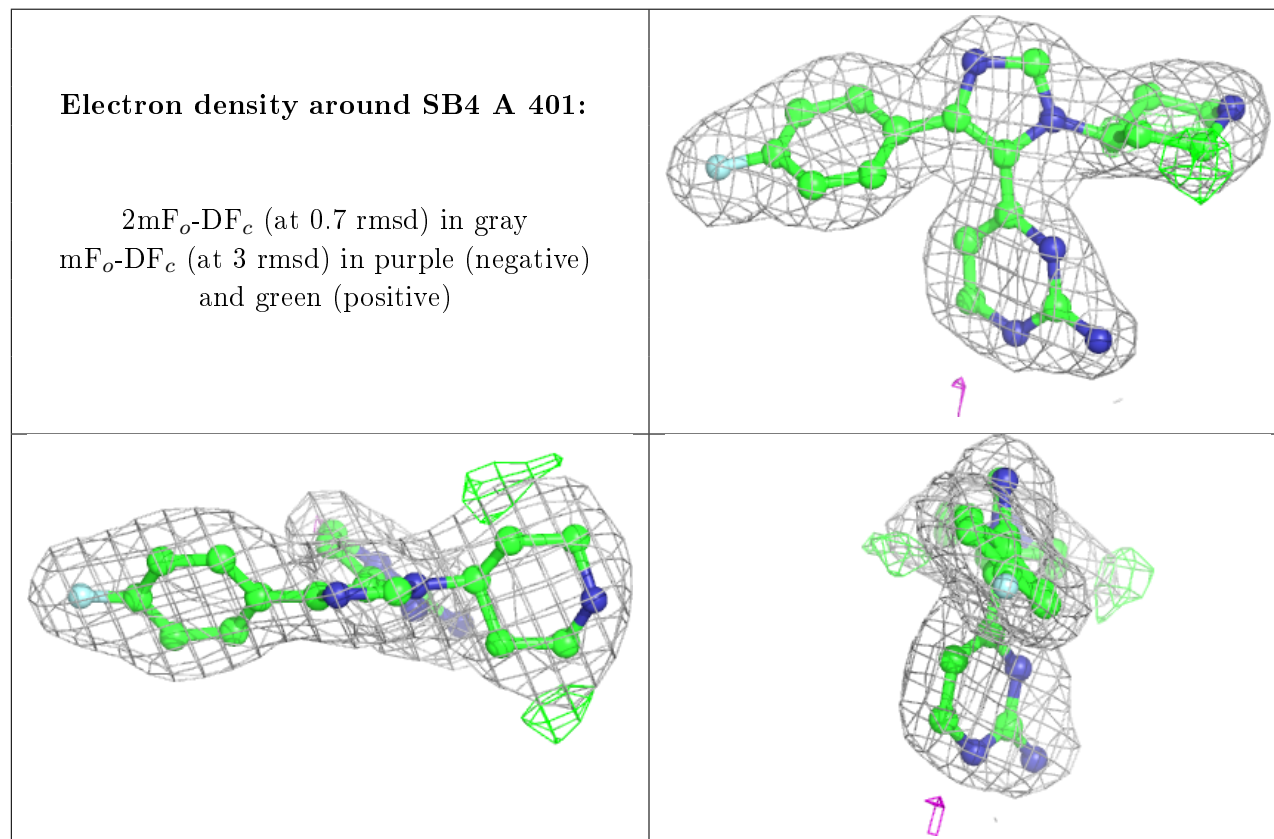 Electron density around SB4 A 401:
2mFₒ-DF𝒸 (at 0.7 rmsd) in gray
mFₒ-DF𝒸 (at 3 rmsd) in purple (negative)
and green (positive)